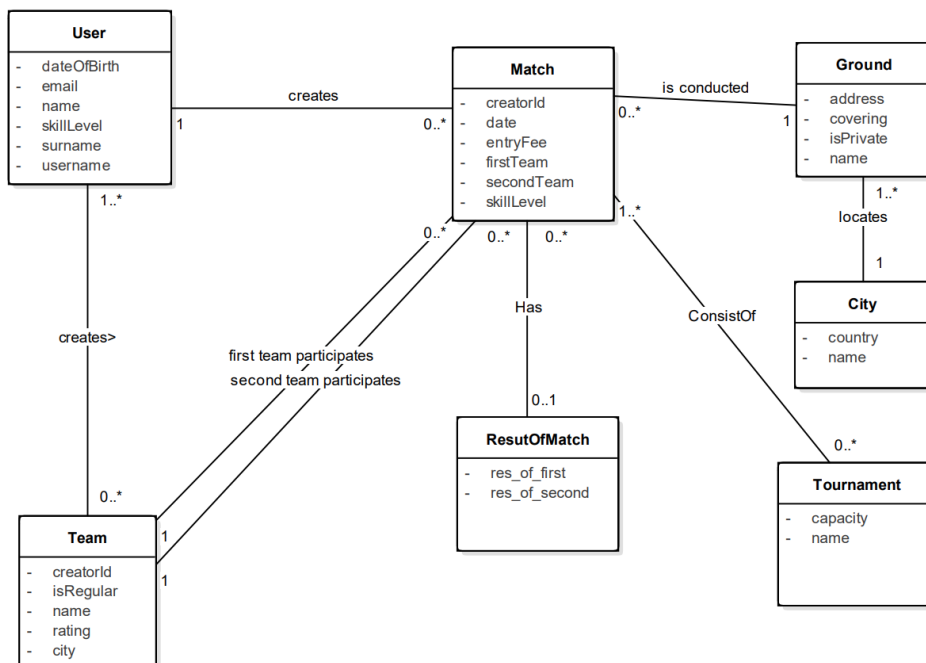 User
- dateOfBirth
- email
- name
- skillLevel
- surname
- username
creates
1
0..*
Match
- creatorId
- date
- entryFee
- firstTeam
- secondTeam
- skillLevel
is conducted
0..*
1
Ground
- address
- covering
- isPrivate
- name
1..*
locates
1
City
- country
- name
1..*
creates>
0..*
0..*
0..*
first team participates
second team participates
1
1
0..*
Has
0..1
ResutOfMatch
- res_of_first
- res_of_second
1..*
ConsistOf
0..*
Tournament
- capacity
- name
Team
- creatorId
- isRegular
- name
- rating
- city